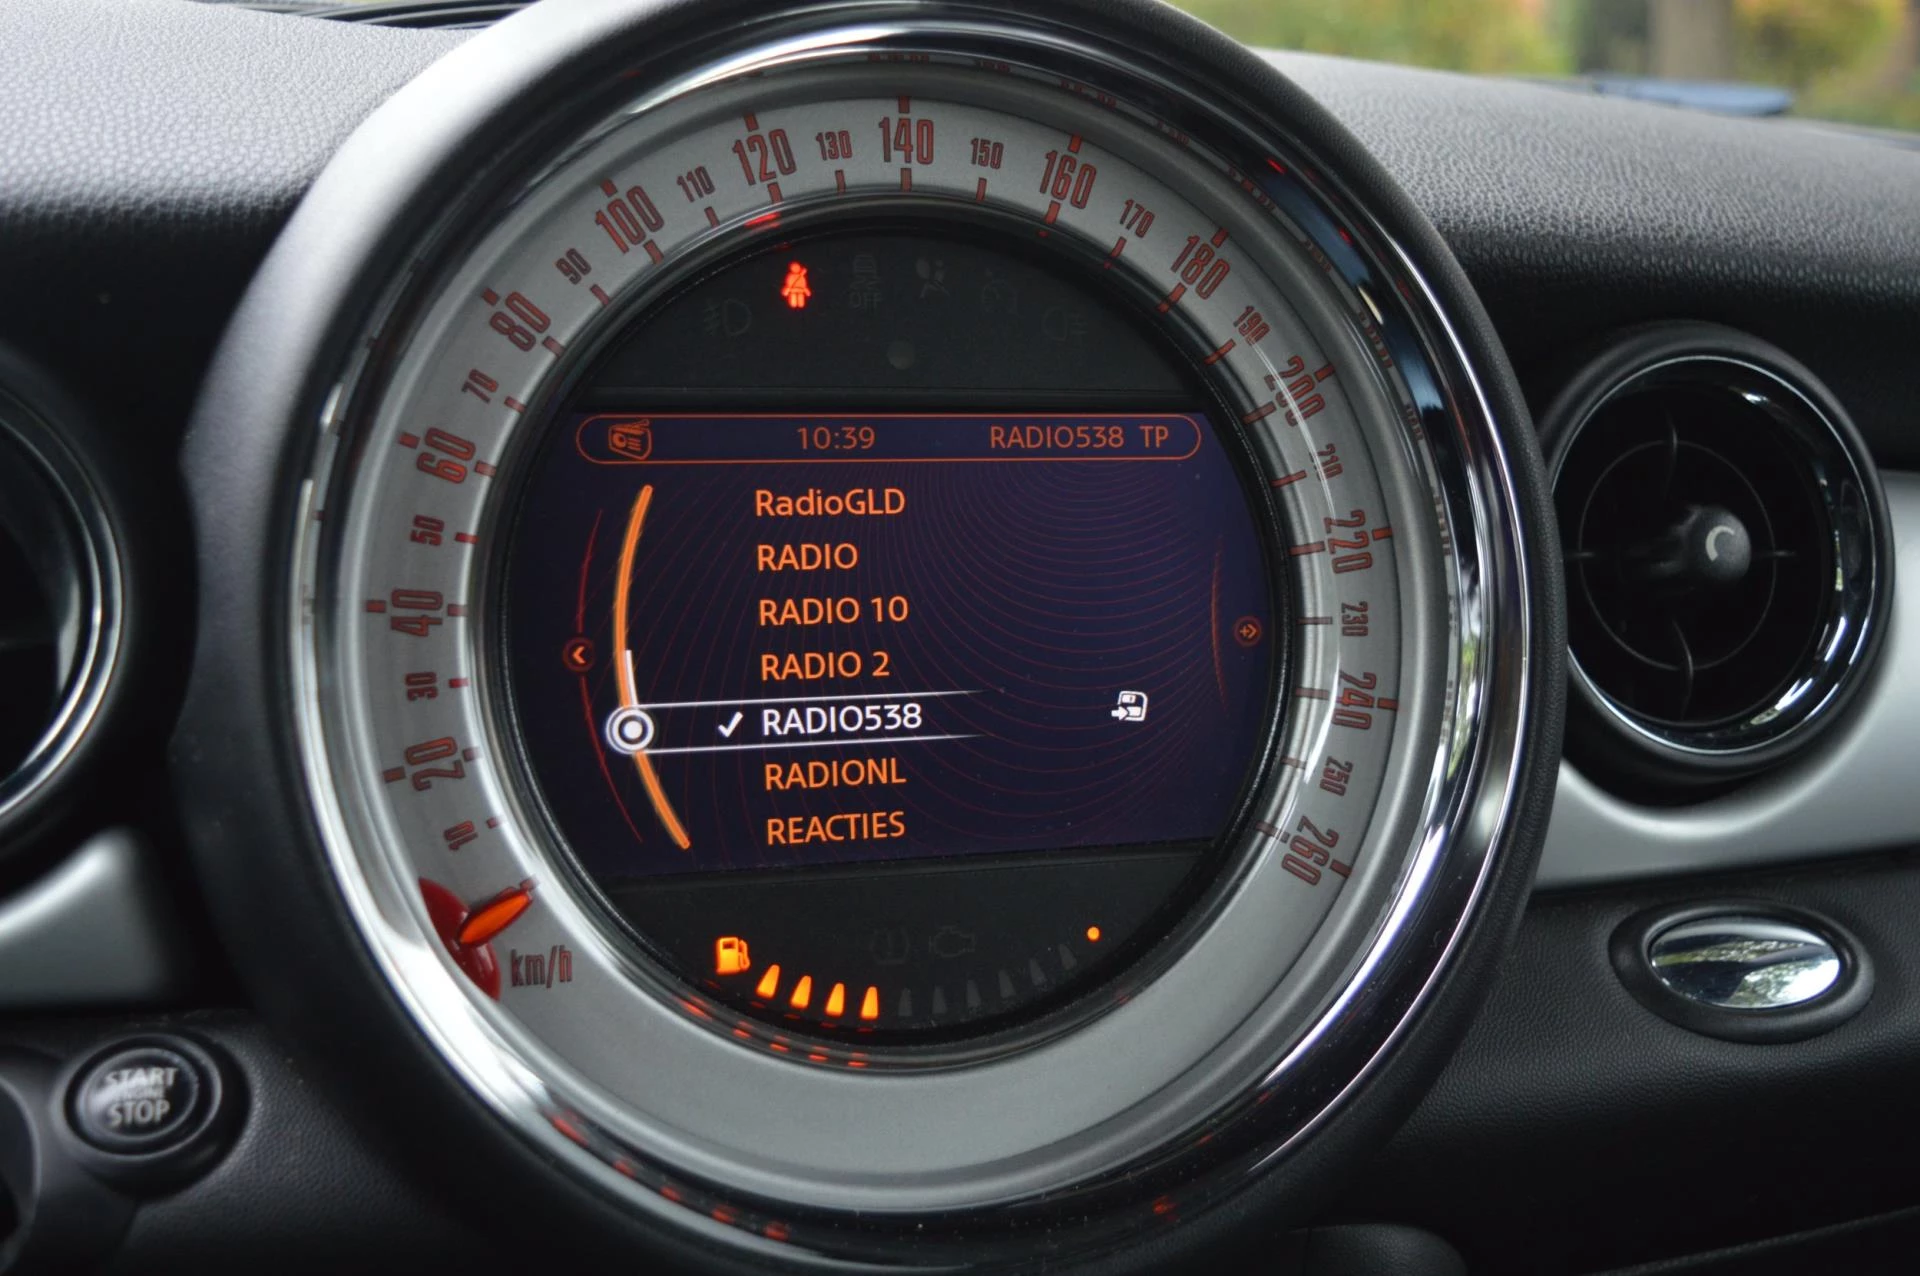 10 20 30 40 50 60 70 80 90 100 110 120 130 140 150 160 170 180 190 200 210 220 230 240 250 260
km/h
OFF
10:39 RADIO538 TP
RadioGLD
RADIO
RADIO 10
RADIO 2
RADIO538
RADIONL
REACTIES
START
ENGINE
STOP